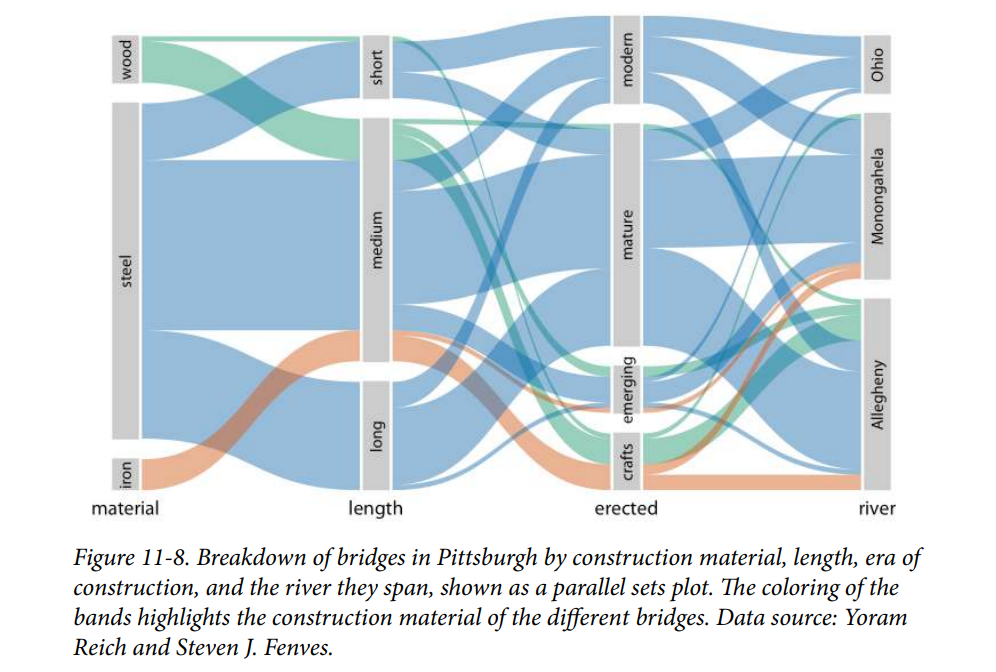 wood
steel
iron
short
medium
long
modern
mature
emerging
crafts
Ohio
Monongahela
Allegheny
material
length
erected
river
Figure 11-8. Breakdown of bridges in Pittsburgh by construction material, length, era of
construction, and the river they span, shown as a parallel sets plot. The coloring of the
bands highlights the construction material of the different bridges. Data source: Yoram
Reich and Steven J. Fenves.